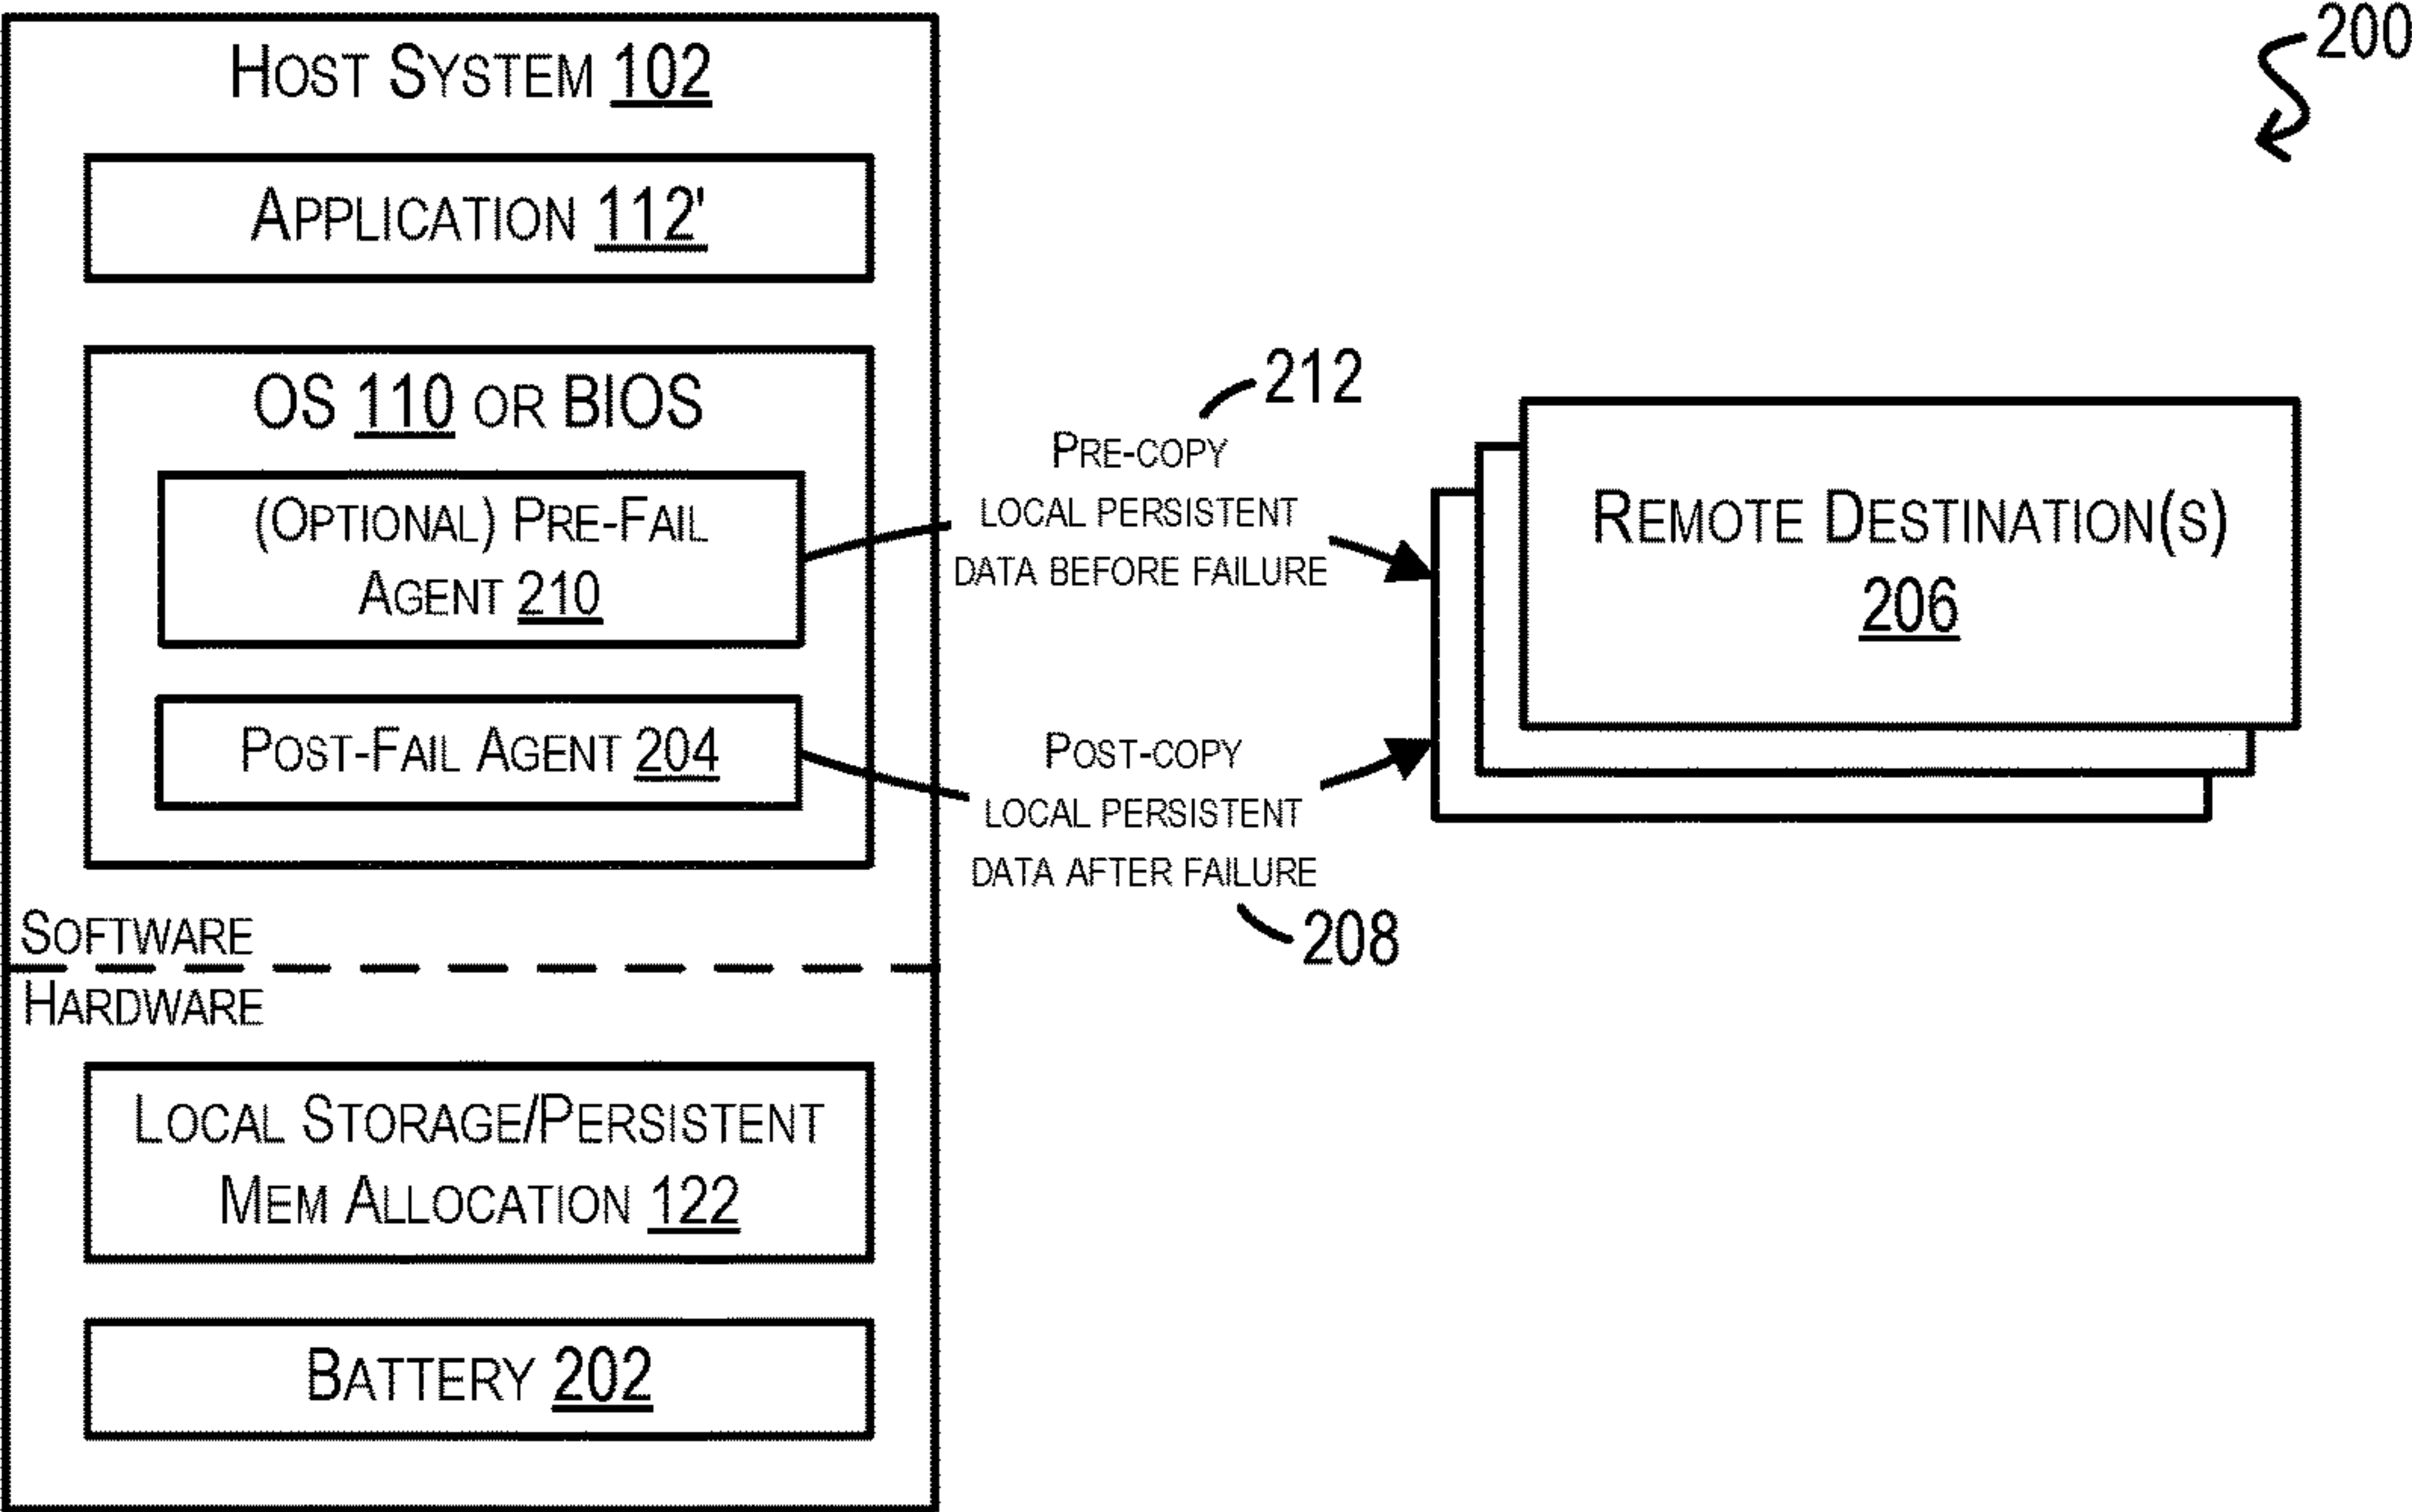 200
HOST SYSTEM 102
APPLICATION 112'
OS 110 OR BIOS
(OPTIONAL) PRE-FAIL
AGENT 210
POST-FAIL AGENT 204
SOFTWARE
HARDWARE
LOCAL STORAGE/PERSISTENT
MEM ALLOCATION 122
BATTERY 202
212
PRE-COPY
LOCAL PERSISTENT
DATA BEFORE FAILURE
POST-COPY
LOCAL PERSISTENT
DATA AFTER FAILURE
208
REMOTE DESTINATION(S)
206